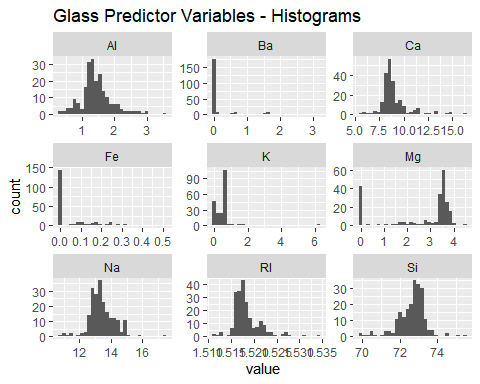 Glass Predictor Variables - Histograms
Al Ba Ca
30 20 10 0 150 100 50 0 40 20 0
1 2 3 0 1 2 3 5.0 7.5 10.0 12.5 15.0
Fe K Mg
150 100 50 0 90 60 30 0 60 40 20 0
0.0 0.1 0.2 0.3 0.4 0.5 0 2 4 6 0 1 2 3 4
Na RI Si
30 20 10 0 40 30 20 10 0 30 20 10 0
12 14 16 1.510 1.515 1.520 1.525 1.530 1.535 70 72 74
count
value